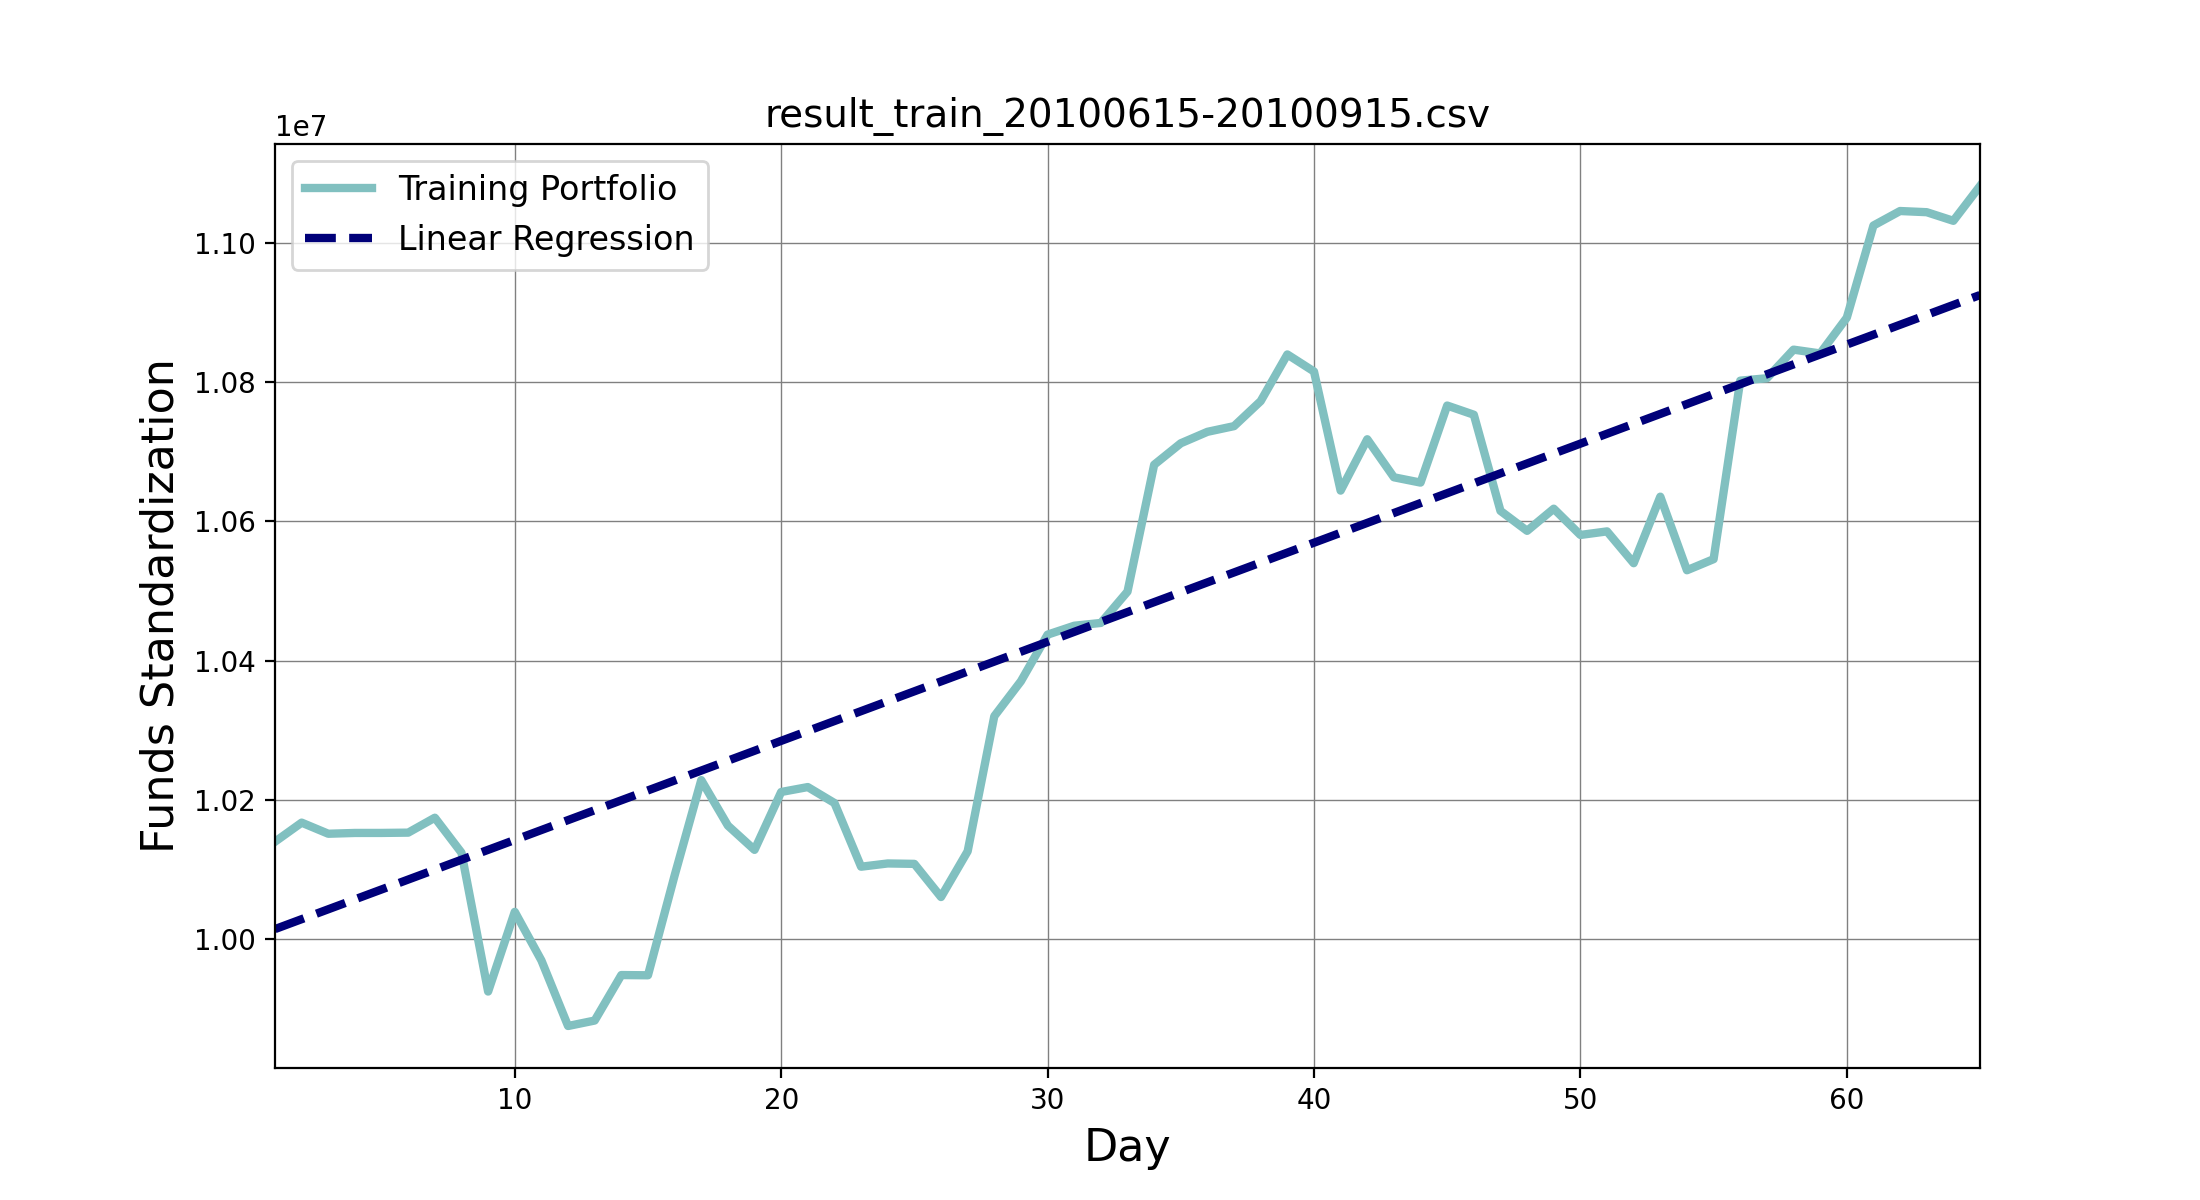 result_train_20100615-20100915.csv
1e7
Training Portfolio
Linear Regression
1.10
1.08
1.06
1.04
1.02
1.00
Funds Standardization
10 20 30 40 50 60
Day